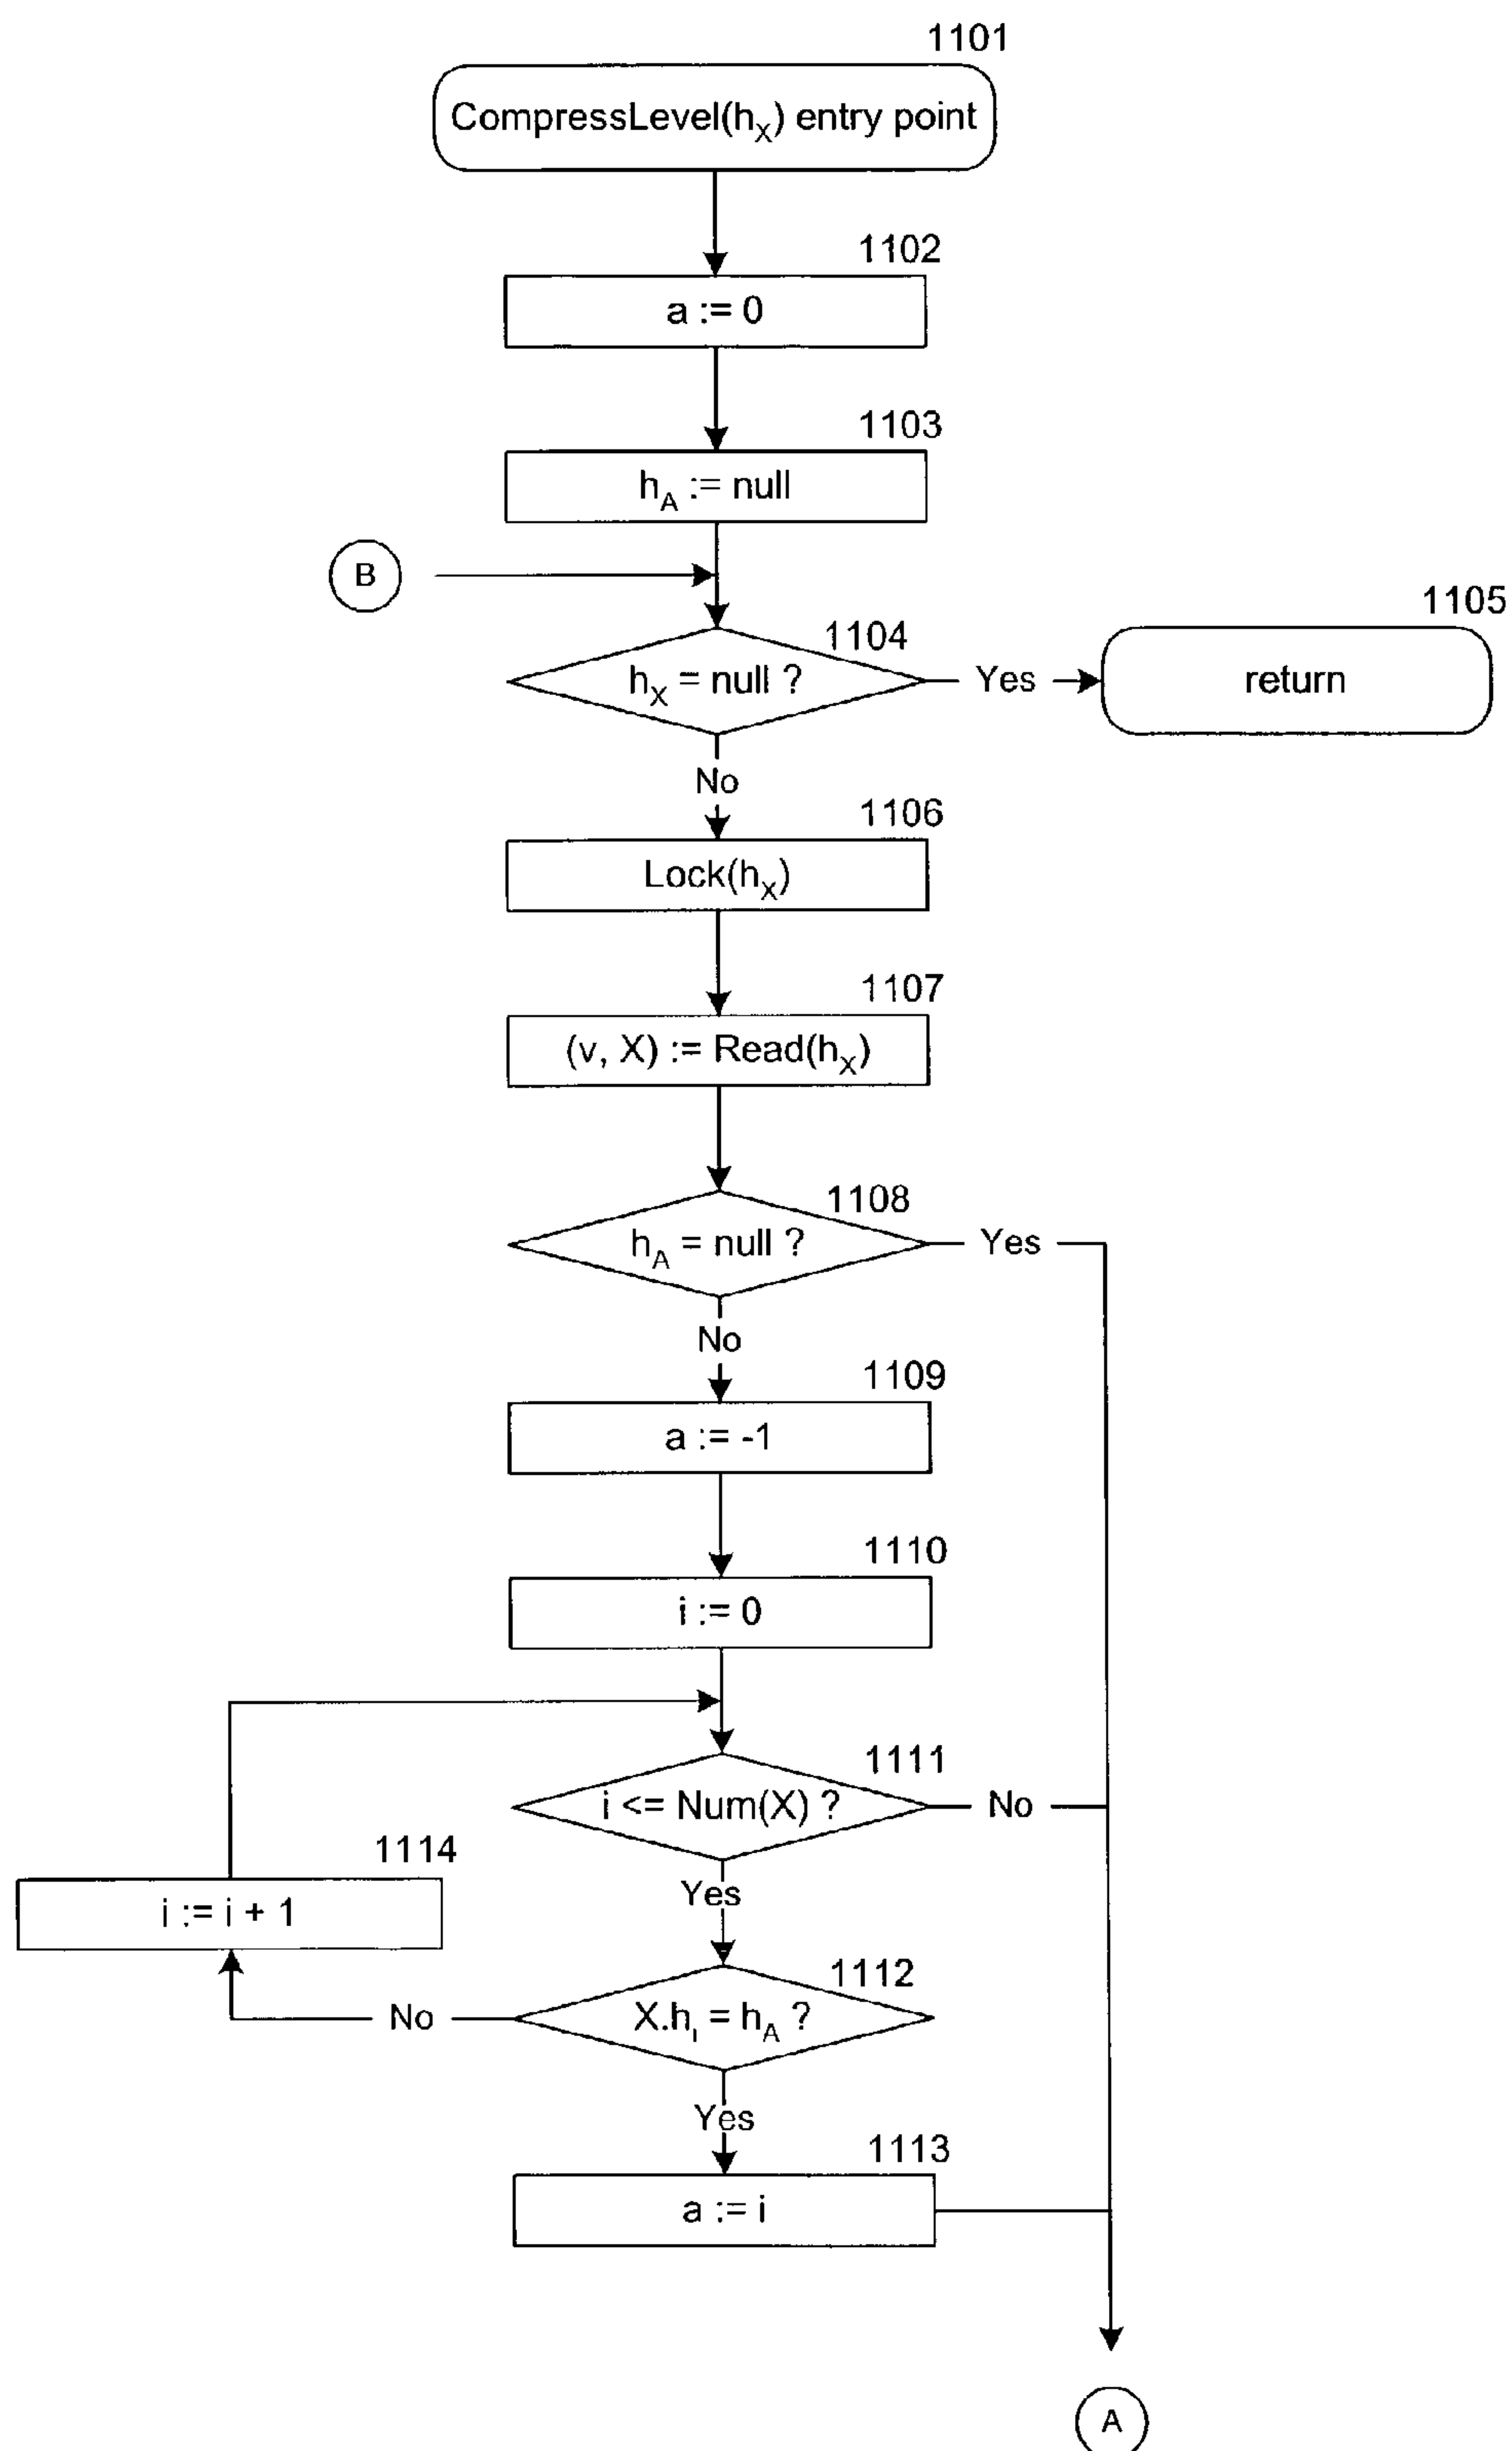 1101
CompressLevel(hX) entry point
1102
a := 0
1103
hA := null
B
1104
1105
hX = null ?
Yes
return
No
1106
Lock(hX)
1107
(v, X) := Read(hX)
1108
hA = null ?
Yes
No
1109
a := -1
1110
i := 0
1111
i <= Num(X) ?
No
1114
Yes
i := i + 1
1112
X.hi = hA ?
No
Yes
1113
a := i
A